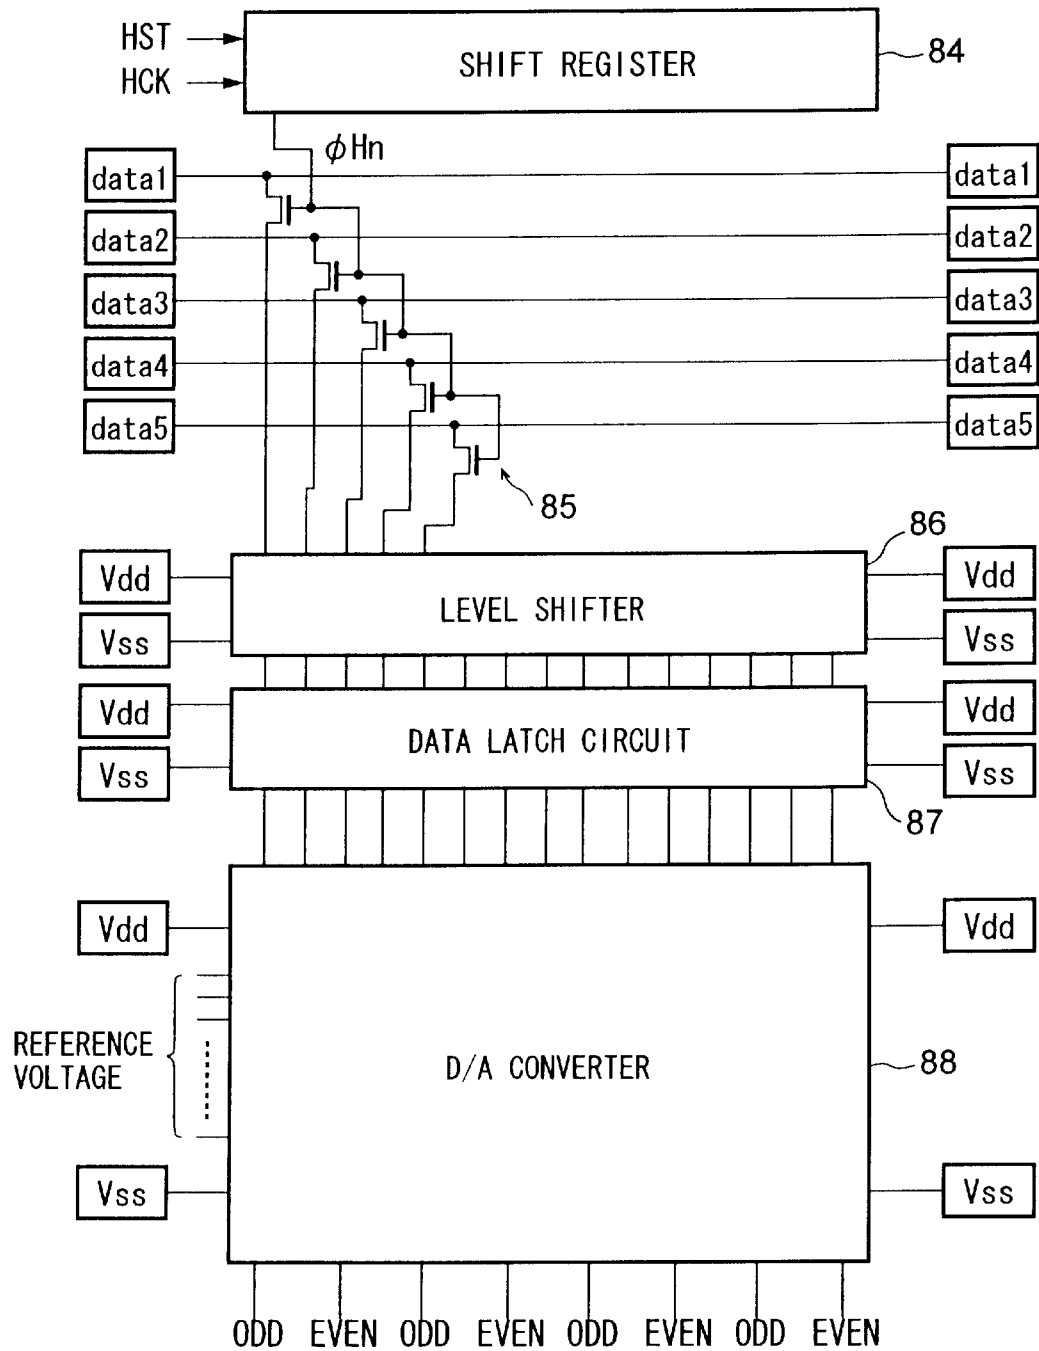 HST
SHIFT REGISTER
84
HCK
φHn
data1 data1
data2 data2
data3 data3
data4 data4
data5 data5
85
86
Vdd Vdd
LEVEL SHIFTER
Vss Vss
Vdd Vdd
DATA LATCH CIRCUIT
Vss Vss
87
Vdd Vdd
REFERENCE
VOLTAGE
D/A CONVERTER
88
Vss Vss
ODD EVEN ODD EVEN ODD EVEN ODD EVEN